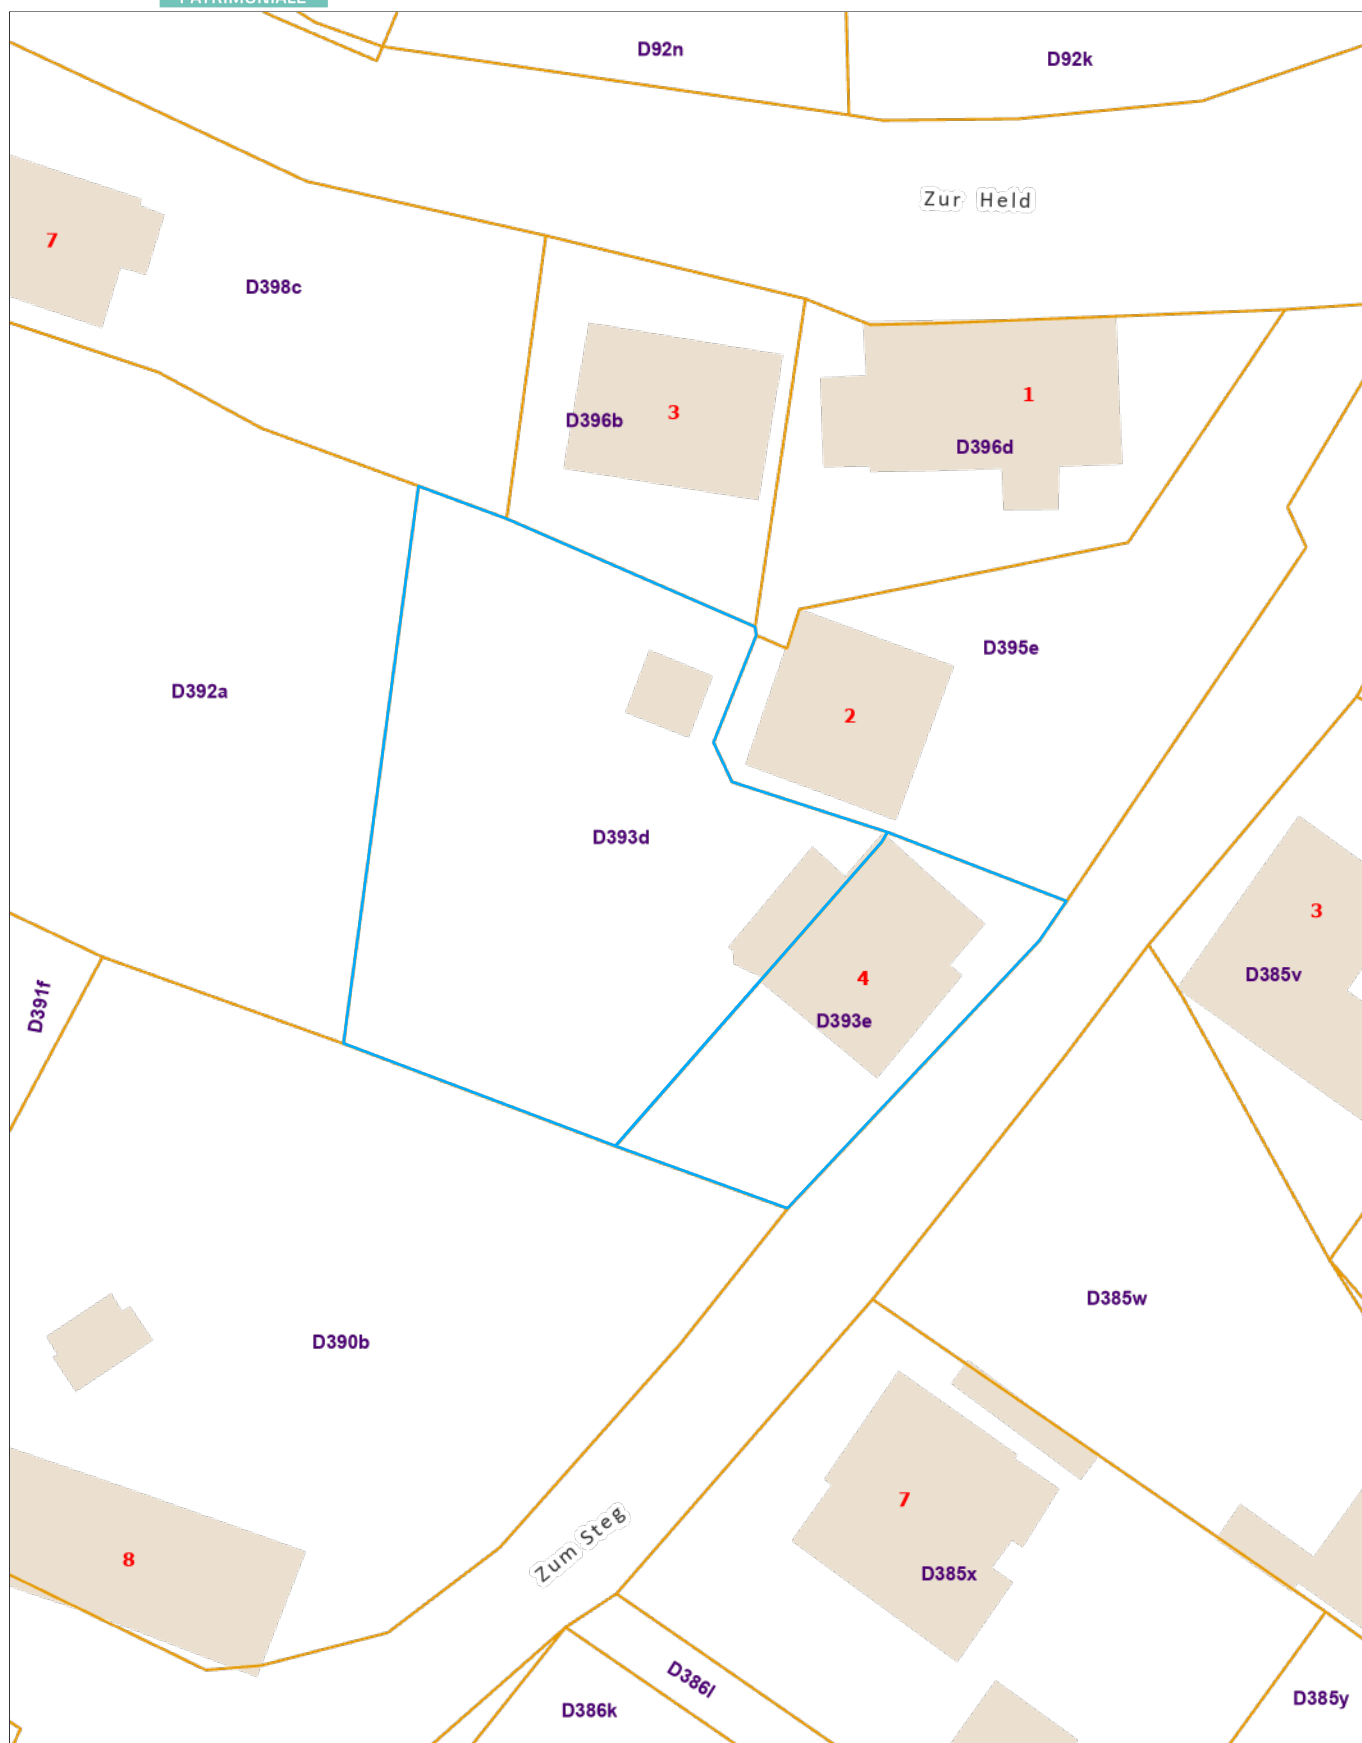 PATRIMONIALE
D92n
D92k
Zur Held
7
D398c
1
3
D396b
D396d
D395e
D392a
2
D393d
3
D385v
4
D391f
D393e
D385w
D390b
7
Zum Steg
8
D385x
D386l
D385y
D386k